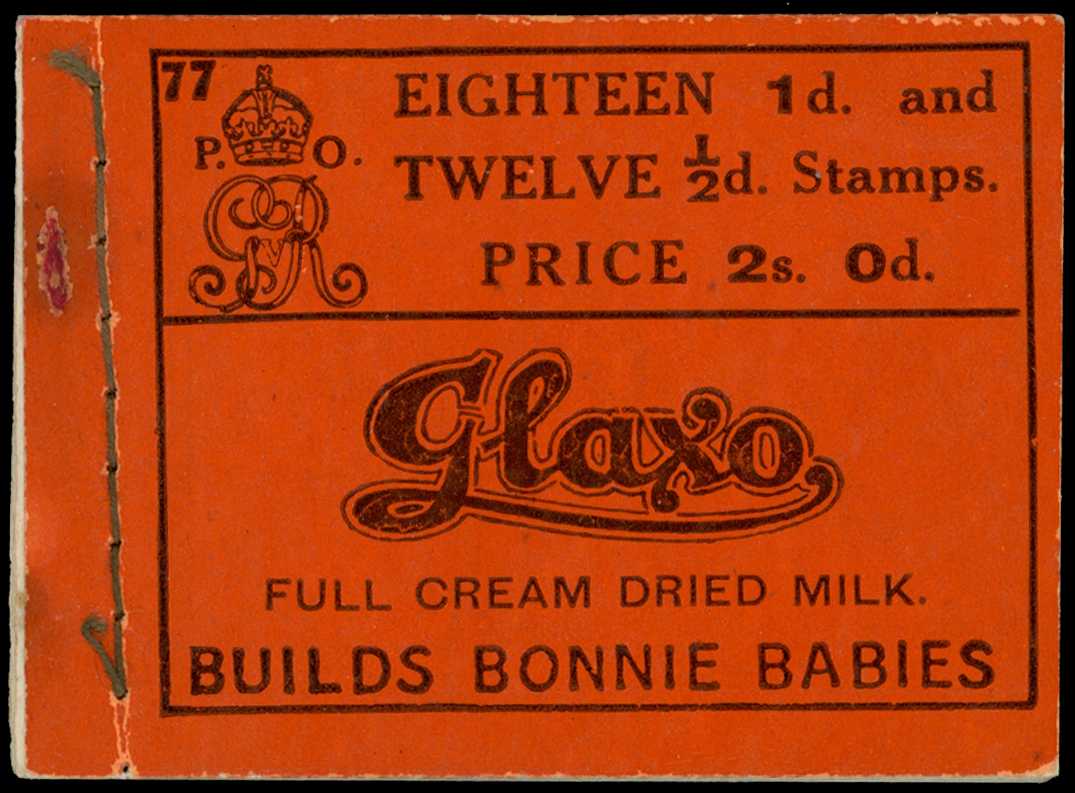 77
P. O.
GVR
EIGHTEEN 1d. and
TWELVE ½d. Stamps.
PRICE 2s. 0d.
Glaxo
FULL CREAM DRIED MILK.
BUILDS BONNIE BABIES